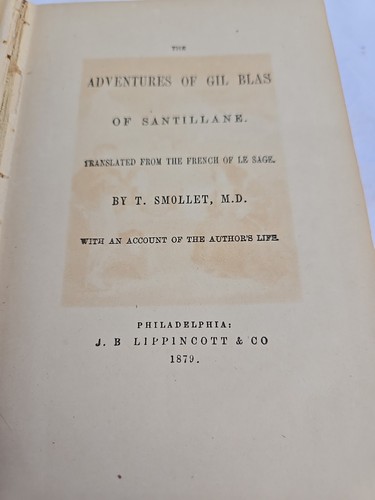 THE
ADVENTURES OF GIL BLAS
OF SANTILLANE.
TRANSLATED FROM THE FRENCH OF LE SAGE.
BY T. SMOLLET, M.D.
WITH AN ACCOUNT OF THE AUTHOR'S LIFE.
PHILADELPHIA:
J. B LIPPINCOTT & CO
1879.